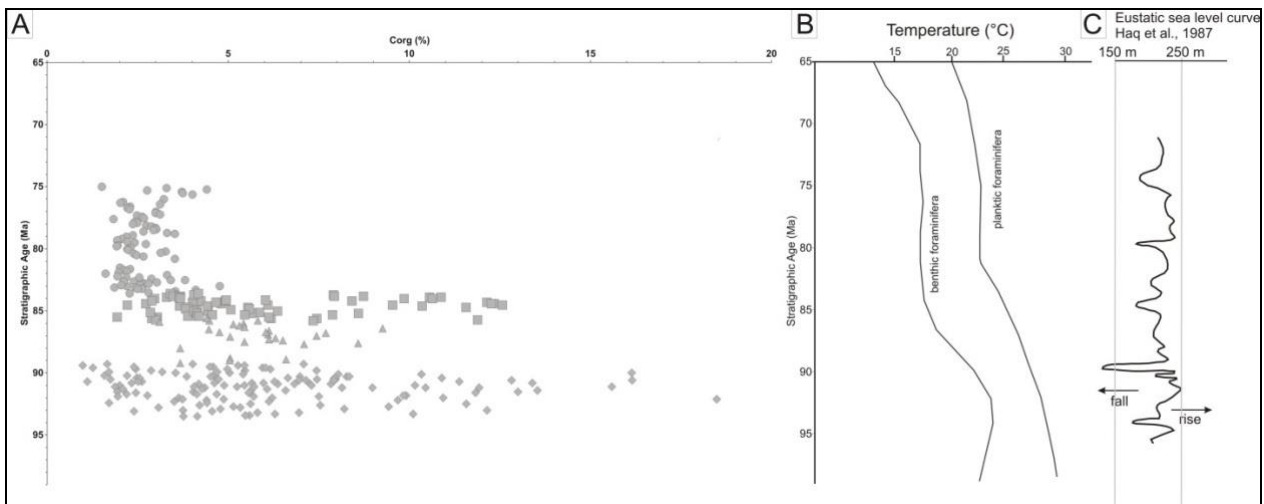 A
Corg (%)
0 5 10 15 20
Stratigraphic Age (Ma)
65
70
75
80
85
90
95
B
Temperature (°C)
15 20 25 30
Stratigraphic Age (Ma)
65
70
75
80
85
90
95
benthic foraminifera
planktic foraminifera
C
Eustatic sea level curve
Haq et al., 1987
150 m 250 m
fall
rise